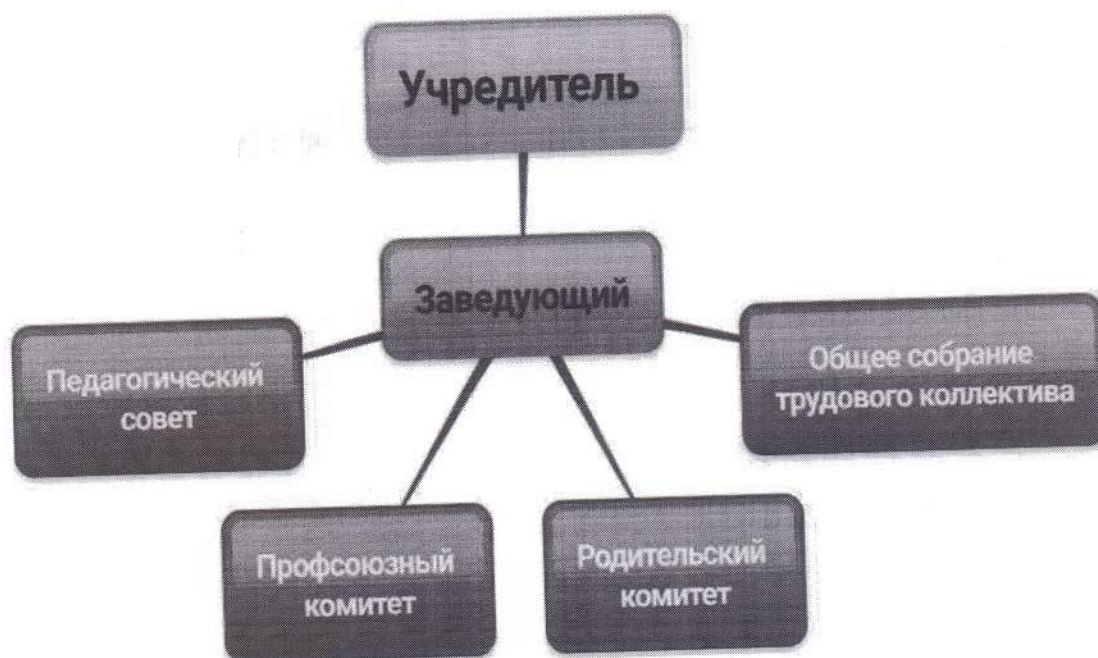 Учредитель
Заведующий
Педагогический
совет
Общее собрание
трудового коллектива
Профсоюзный
комитет
Родительский
комитет